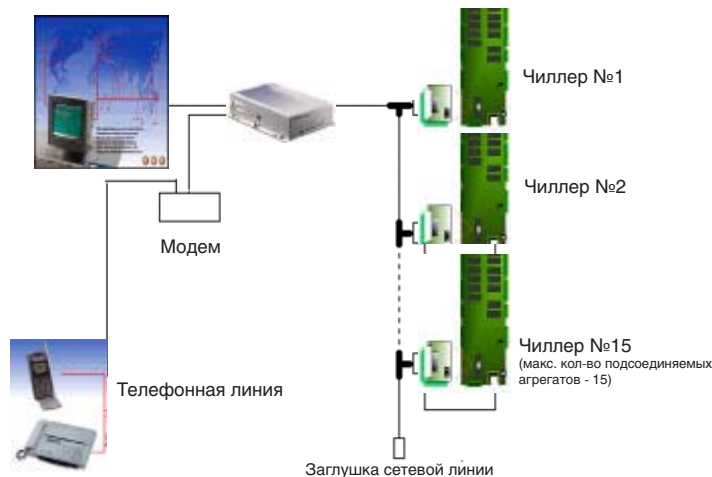 Чиллер №1
Чиллер №2
Модем
Чиллер №15
(макс. кол-во подсоединяемых
агрегатов - 15)
Телефонная линия
Заглушка сетевой линии